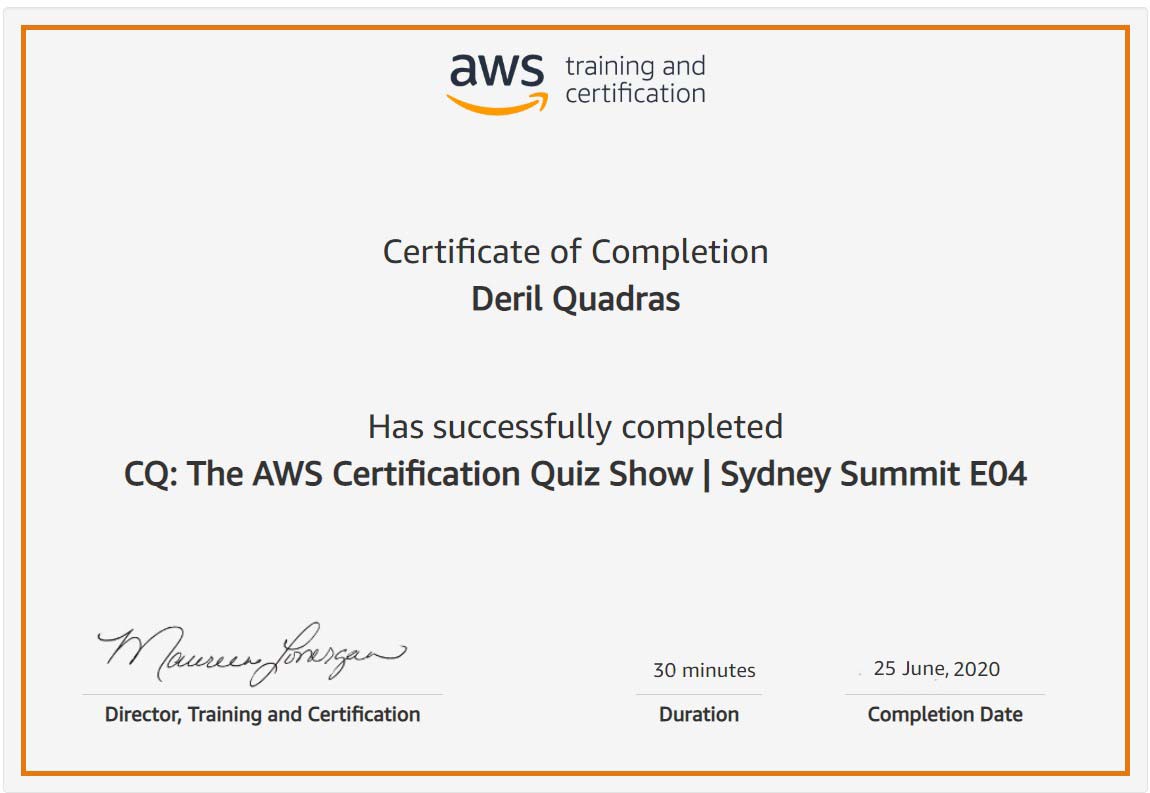 aws training and
certification
Certificate of Completion
Deril Quadras
Has successfully completed
CQ: The AWS Certification Quiz Show | Sydney Summit E04
Maureen Lonergan
30 minutes
25 June, 2020
Director, Training and Certification
Duration
Completion Date